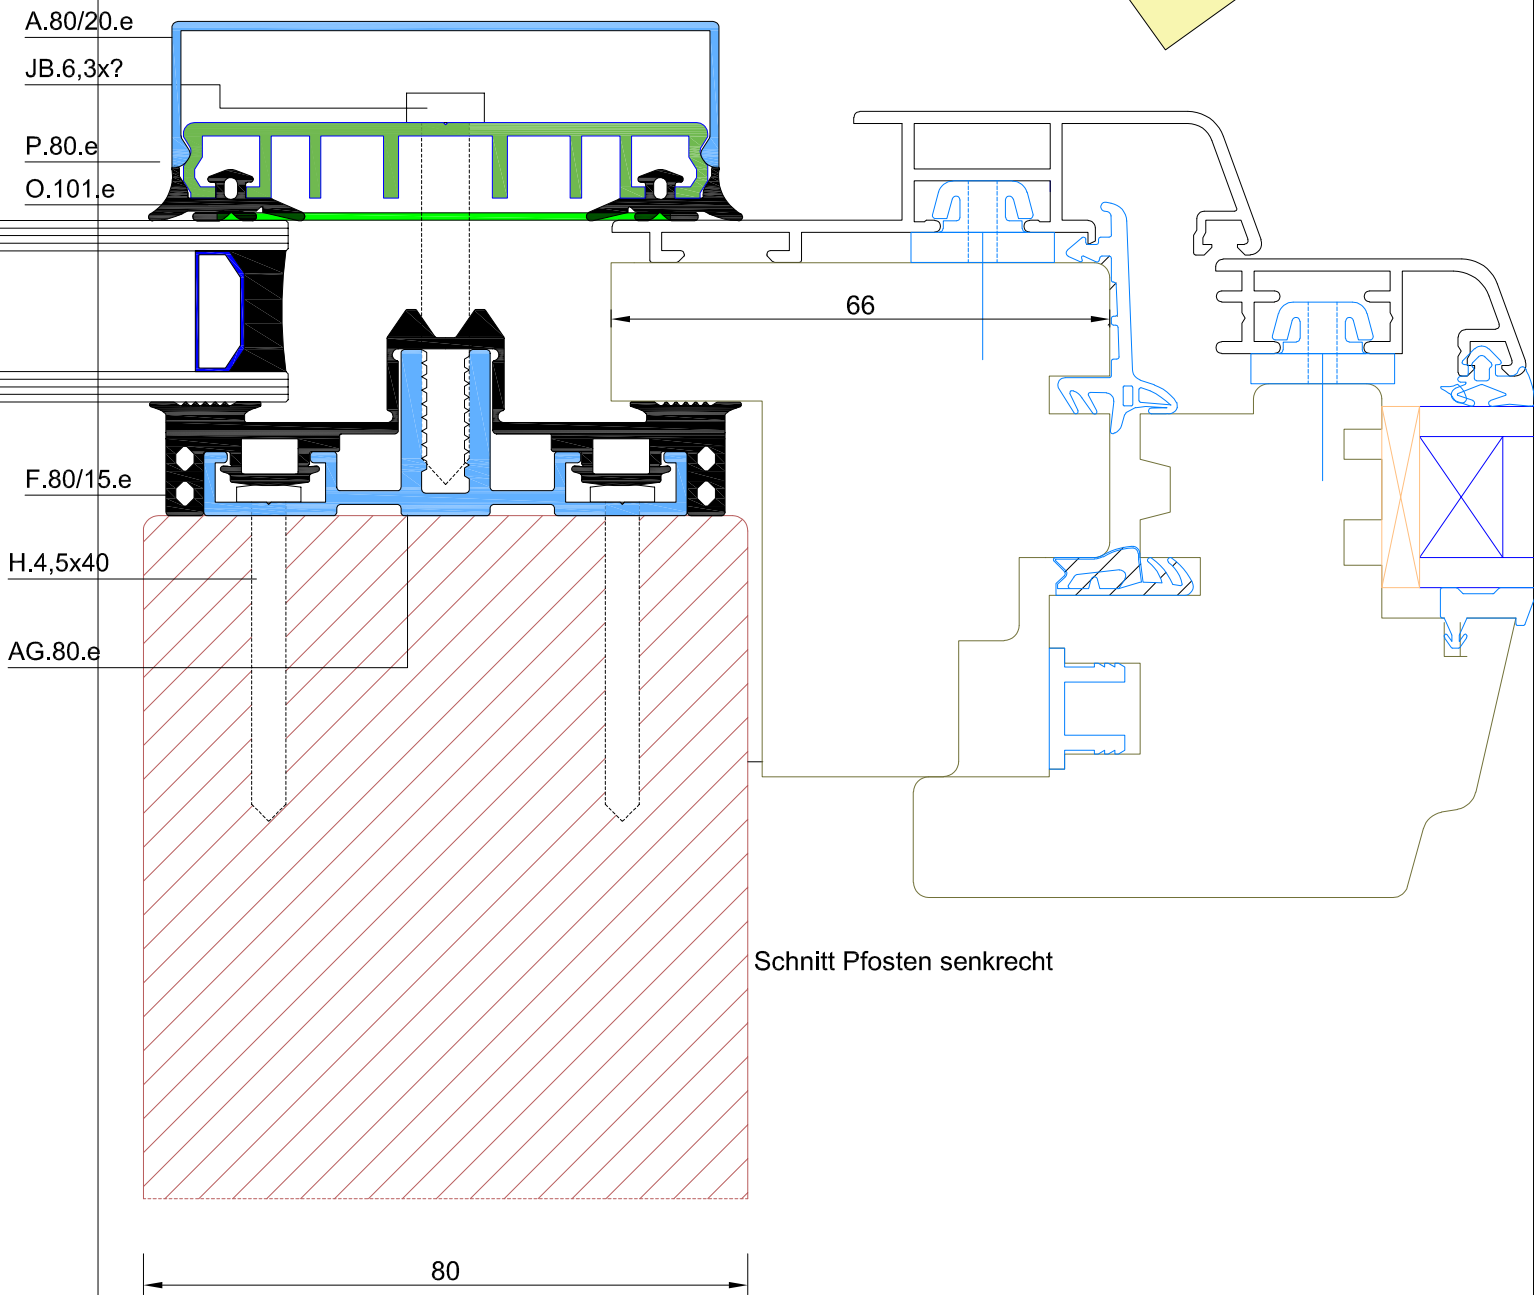 A.80/20.e
JB.6,3x?
P.80.e
O.101.e
66
F.80/15.e
H.4,5x40
AG.80.e
Schnitt Pfosten senkrecht
80